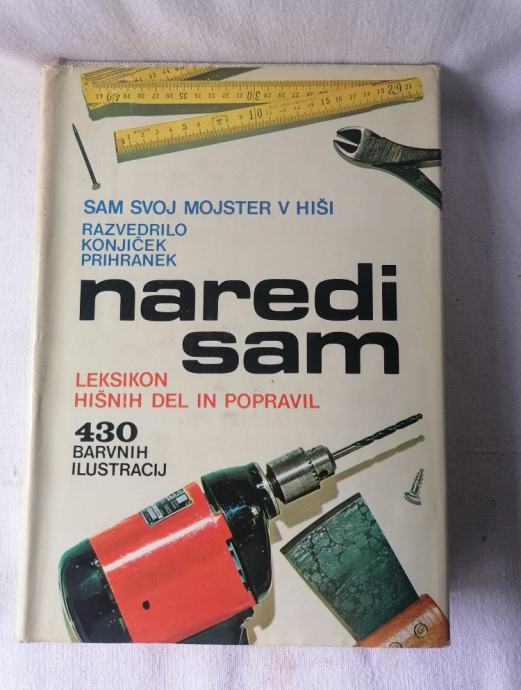 SAM SVOJ MOJSTER V HIŠI
RAZVEDRILO
KONJIČEK
PRIHRANEK
naredi
sam
LEKSIKON
HIŠNIH DEL IN POPRAVIL
430
BARVNIH
ILUSTRACIJ